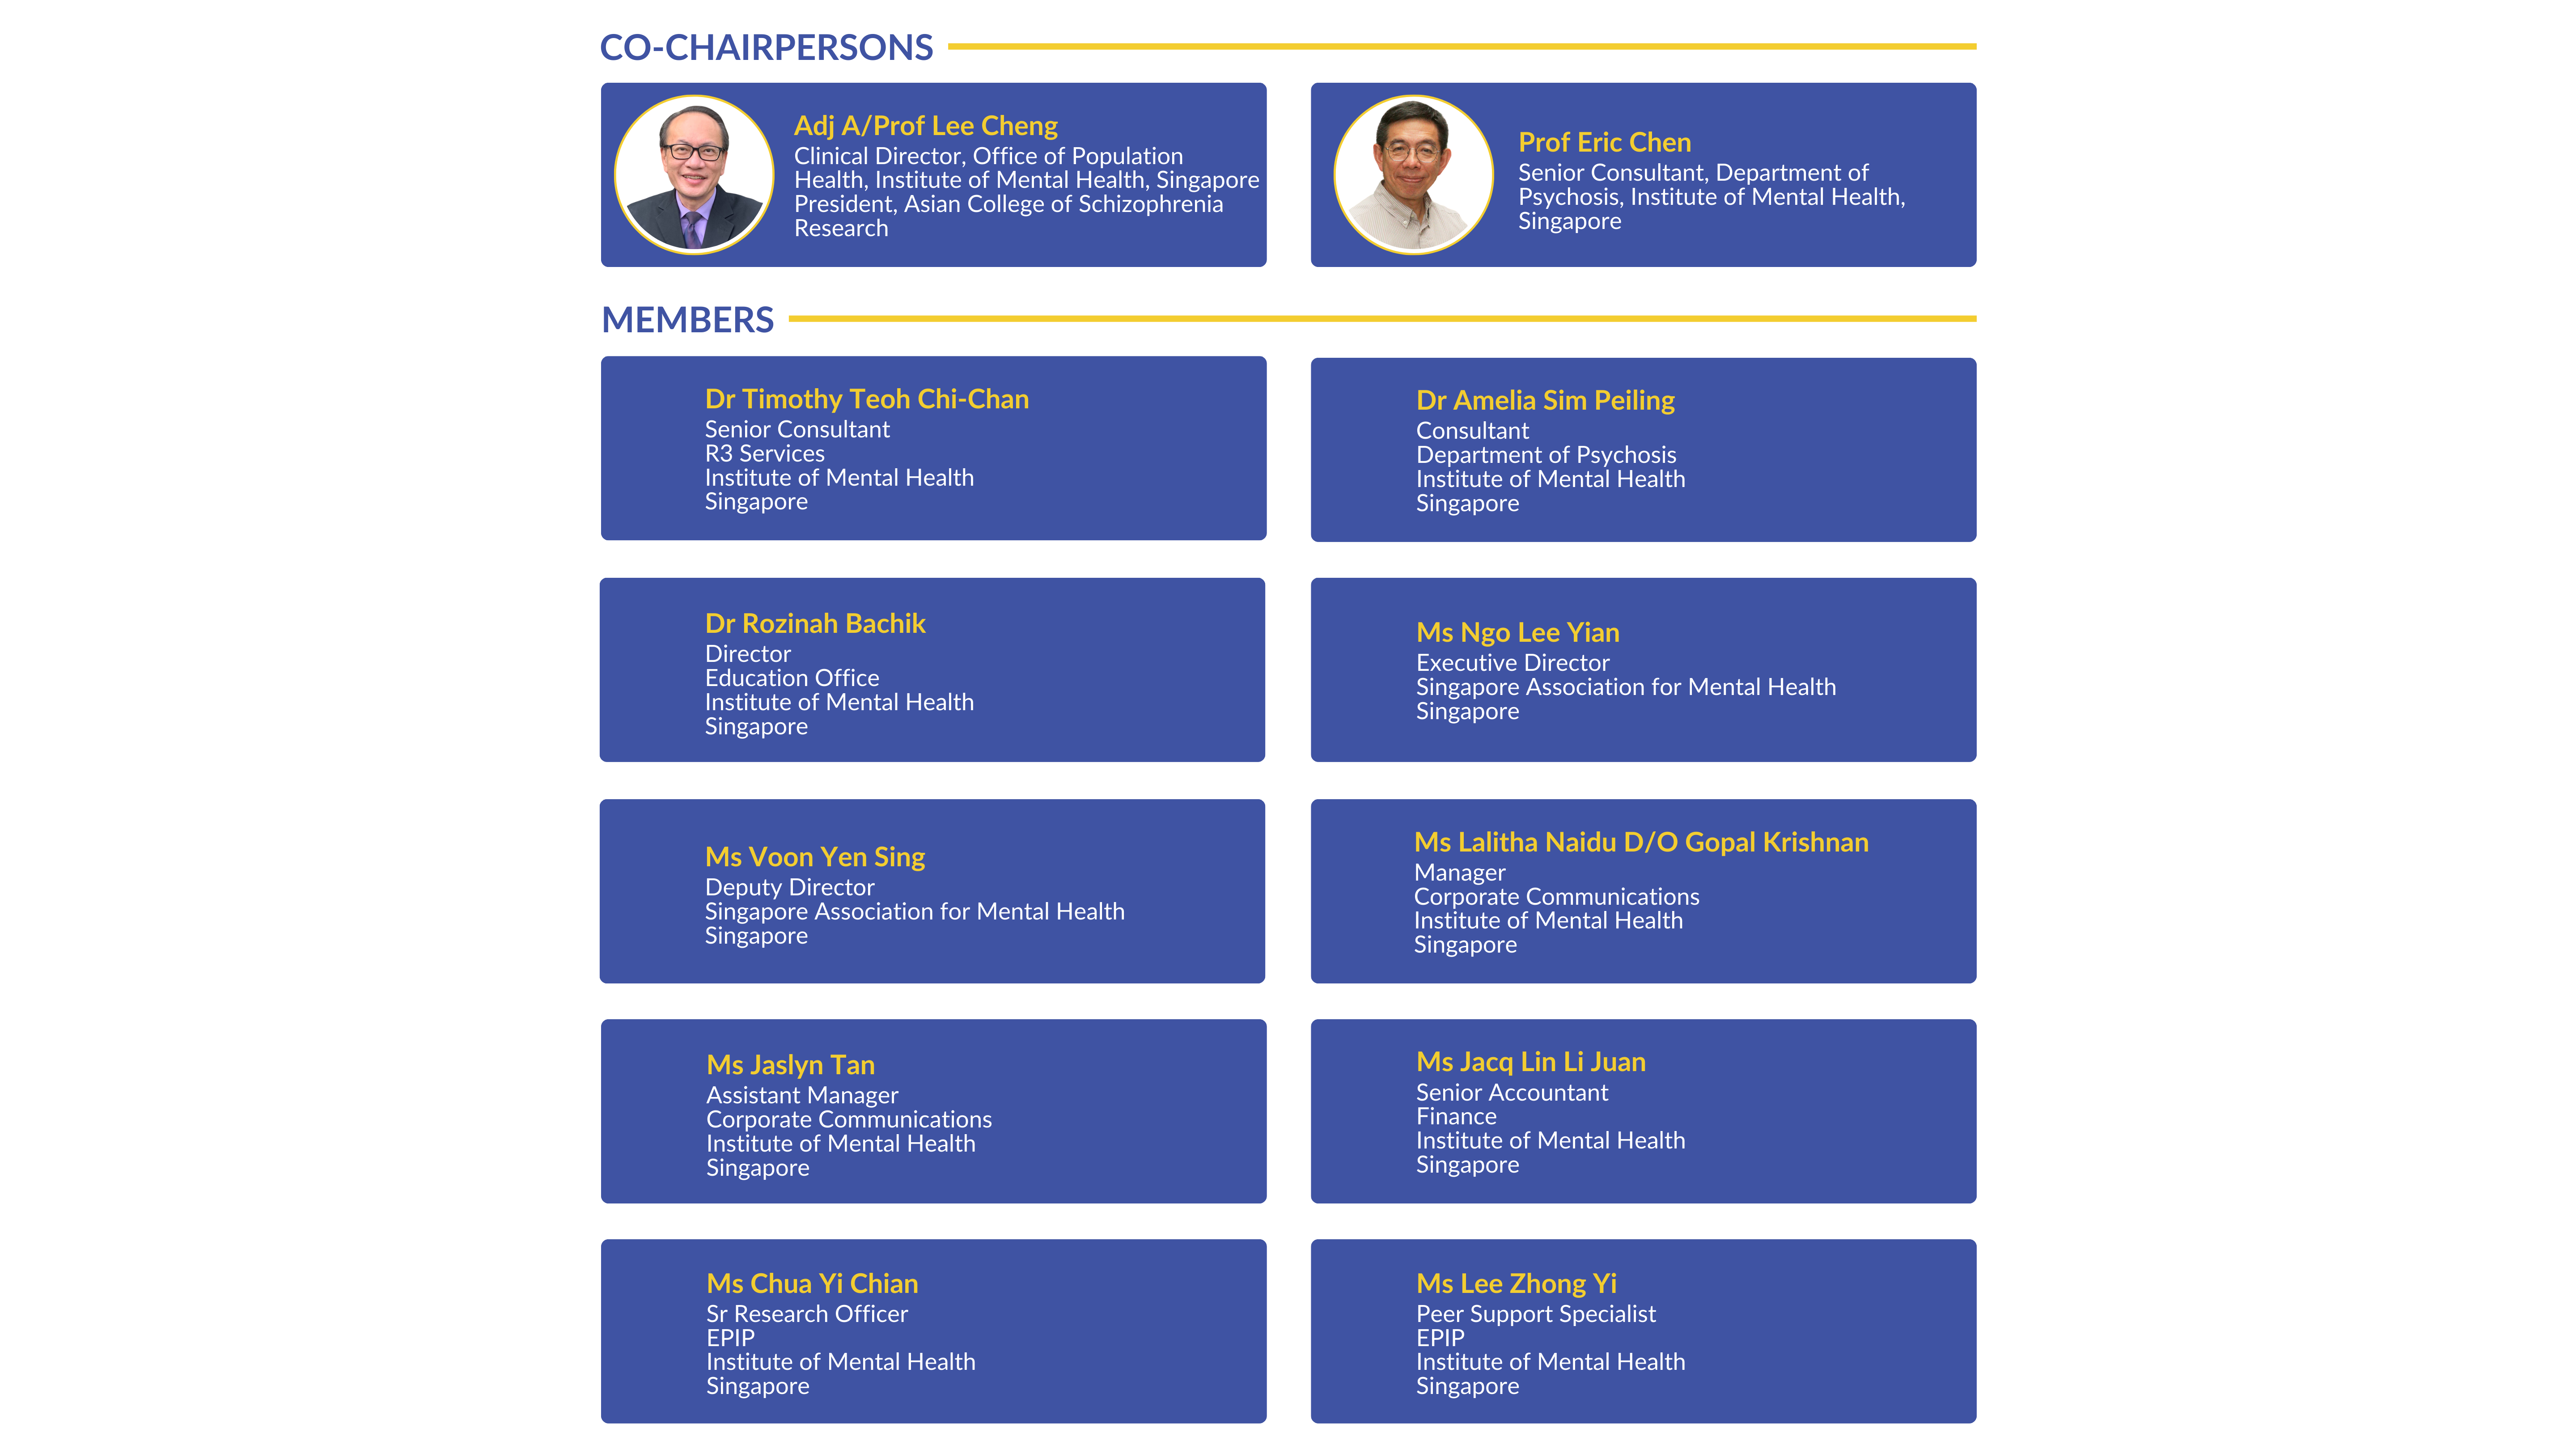 CO-CHAIRPERSONS
Adj A/Prof Lee Cheng
Clinical Director, Office of Population
Health, Institute of Mental Health, Singapore
President, Asian College of Schizophrenia
Research
Prof Eric Chen
Senior Consultant, Department of
Psychosis, Institute of Mental Health,
Singapore
MEMBERS
Dr Timothy Teoh Chi-Chan
Senior Consultant
R3 Services
Institute of Mental Health
Singapore
Dr Amelia Sim Peiling
Consultant
Department of Psychosis
Institute of Mental Health
Singapore
Dr Rozinah Bachik
Director
Education Office
Institute of Mental Health
Singapore
Ms Ngo Lee Yian
Executive Director
Singapore Association for Mental Health
Singapore
Ms Voon Yen Sing
Deputy Director
Singapore Association for Mental Health
Singapore
Ms Lalitha Naidu D/O Gopal Krishnan
Manager
Corporate Communications
Institute of Mental Health
Singapore
Ms Jaslyn Tan
Assistant Manager
Corporate Communications
Institute of Mental Health
Singapore
Ms Jacq Lin Li Juan
Senior Accountant
Finance
Institute of Mental Health
Singapore
Ms Chua Yi Chian
Sr Research Officer
EPIP
Institute of Mental Health
Singapore
Ms Lee Zhong Yi
Peer Support Specialist
EPIP
Institute of Mental Health
Singapore